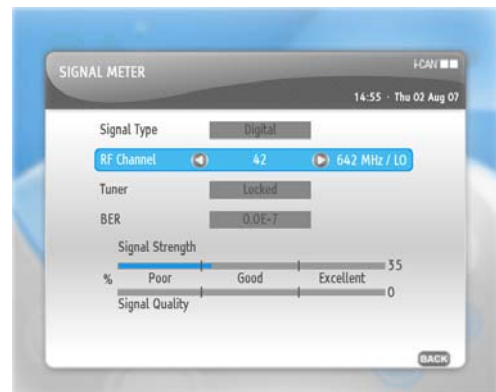 SIGNAL METER
i-CAN
14:55 · Thu 02 Aug 07
Signal Type Digital
RF Channel 42 642 MHz / LO
Tuner Locked
BER 0.0E-7
Signal Strength
35
% Poor Good Excellent
0
Signal Quality
BACK